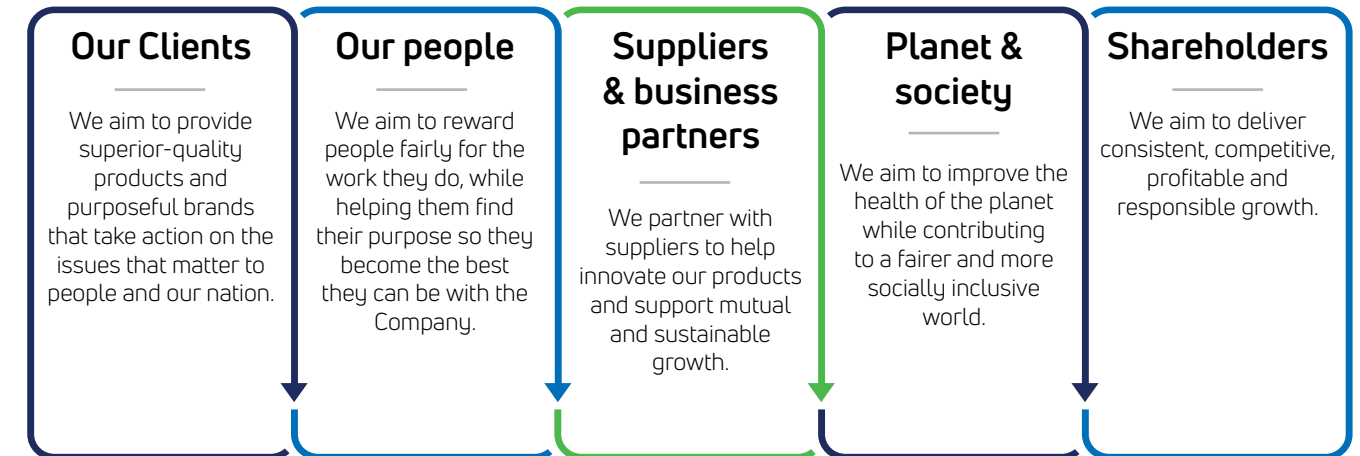 Our Clients
We aim to provide
superior-quality
products and
purposeful brands
that take action on the
issues that matter to
people and our nation.
Our people
We aim to reward
people fairly for the
work they do, while
helping them find
their purpose so they
become the best
they can be with the
Company.
Suppliers
& business
partners
We partner with
suppliers to help
innovate our products
and support mutual
and sustainable
growth.
Planet &
society
We aim to improve the
health of the planet
while contributing
to a fairer and more
socially inclusive
world.
Shareholders
We aim to deliver
consistent, competitive,
profitable and
responsible growth.